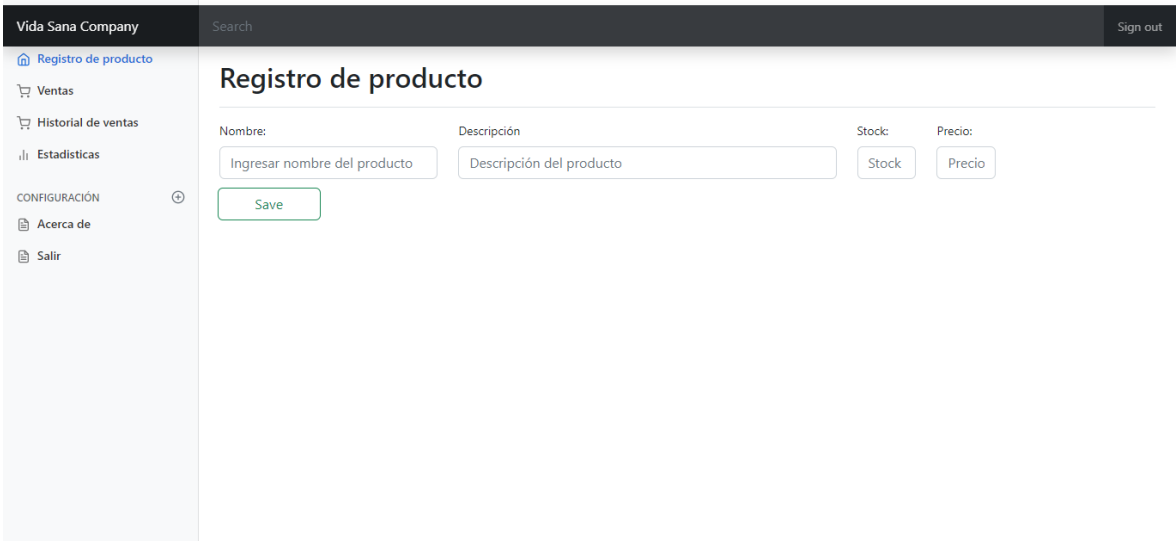 Vida Sana Company
Search
Sign out
Registro de producto
Ventas
Historial de ventas
Estadisticas
CONFIGURACIÓN
Acerca de
Salir
Registro de producto
Nombre: Descripción Stock: Precio:
Ingresar nombre del producto Descripción del producto Stock Precio
Save